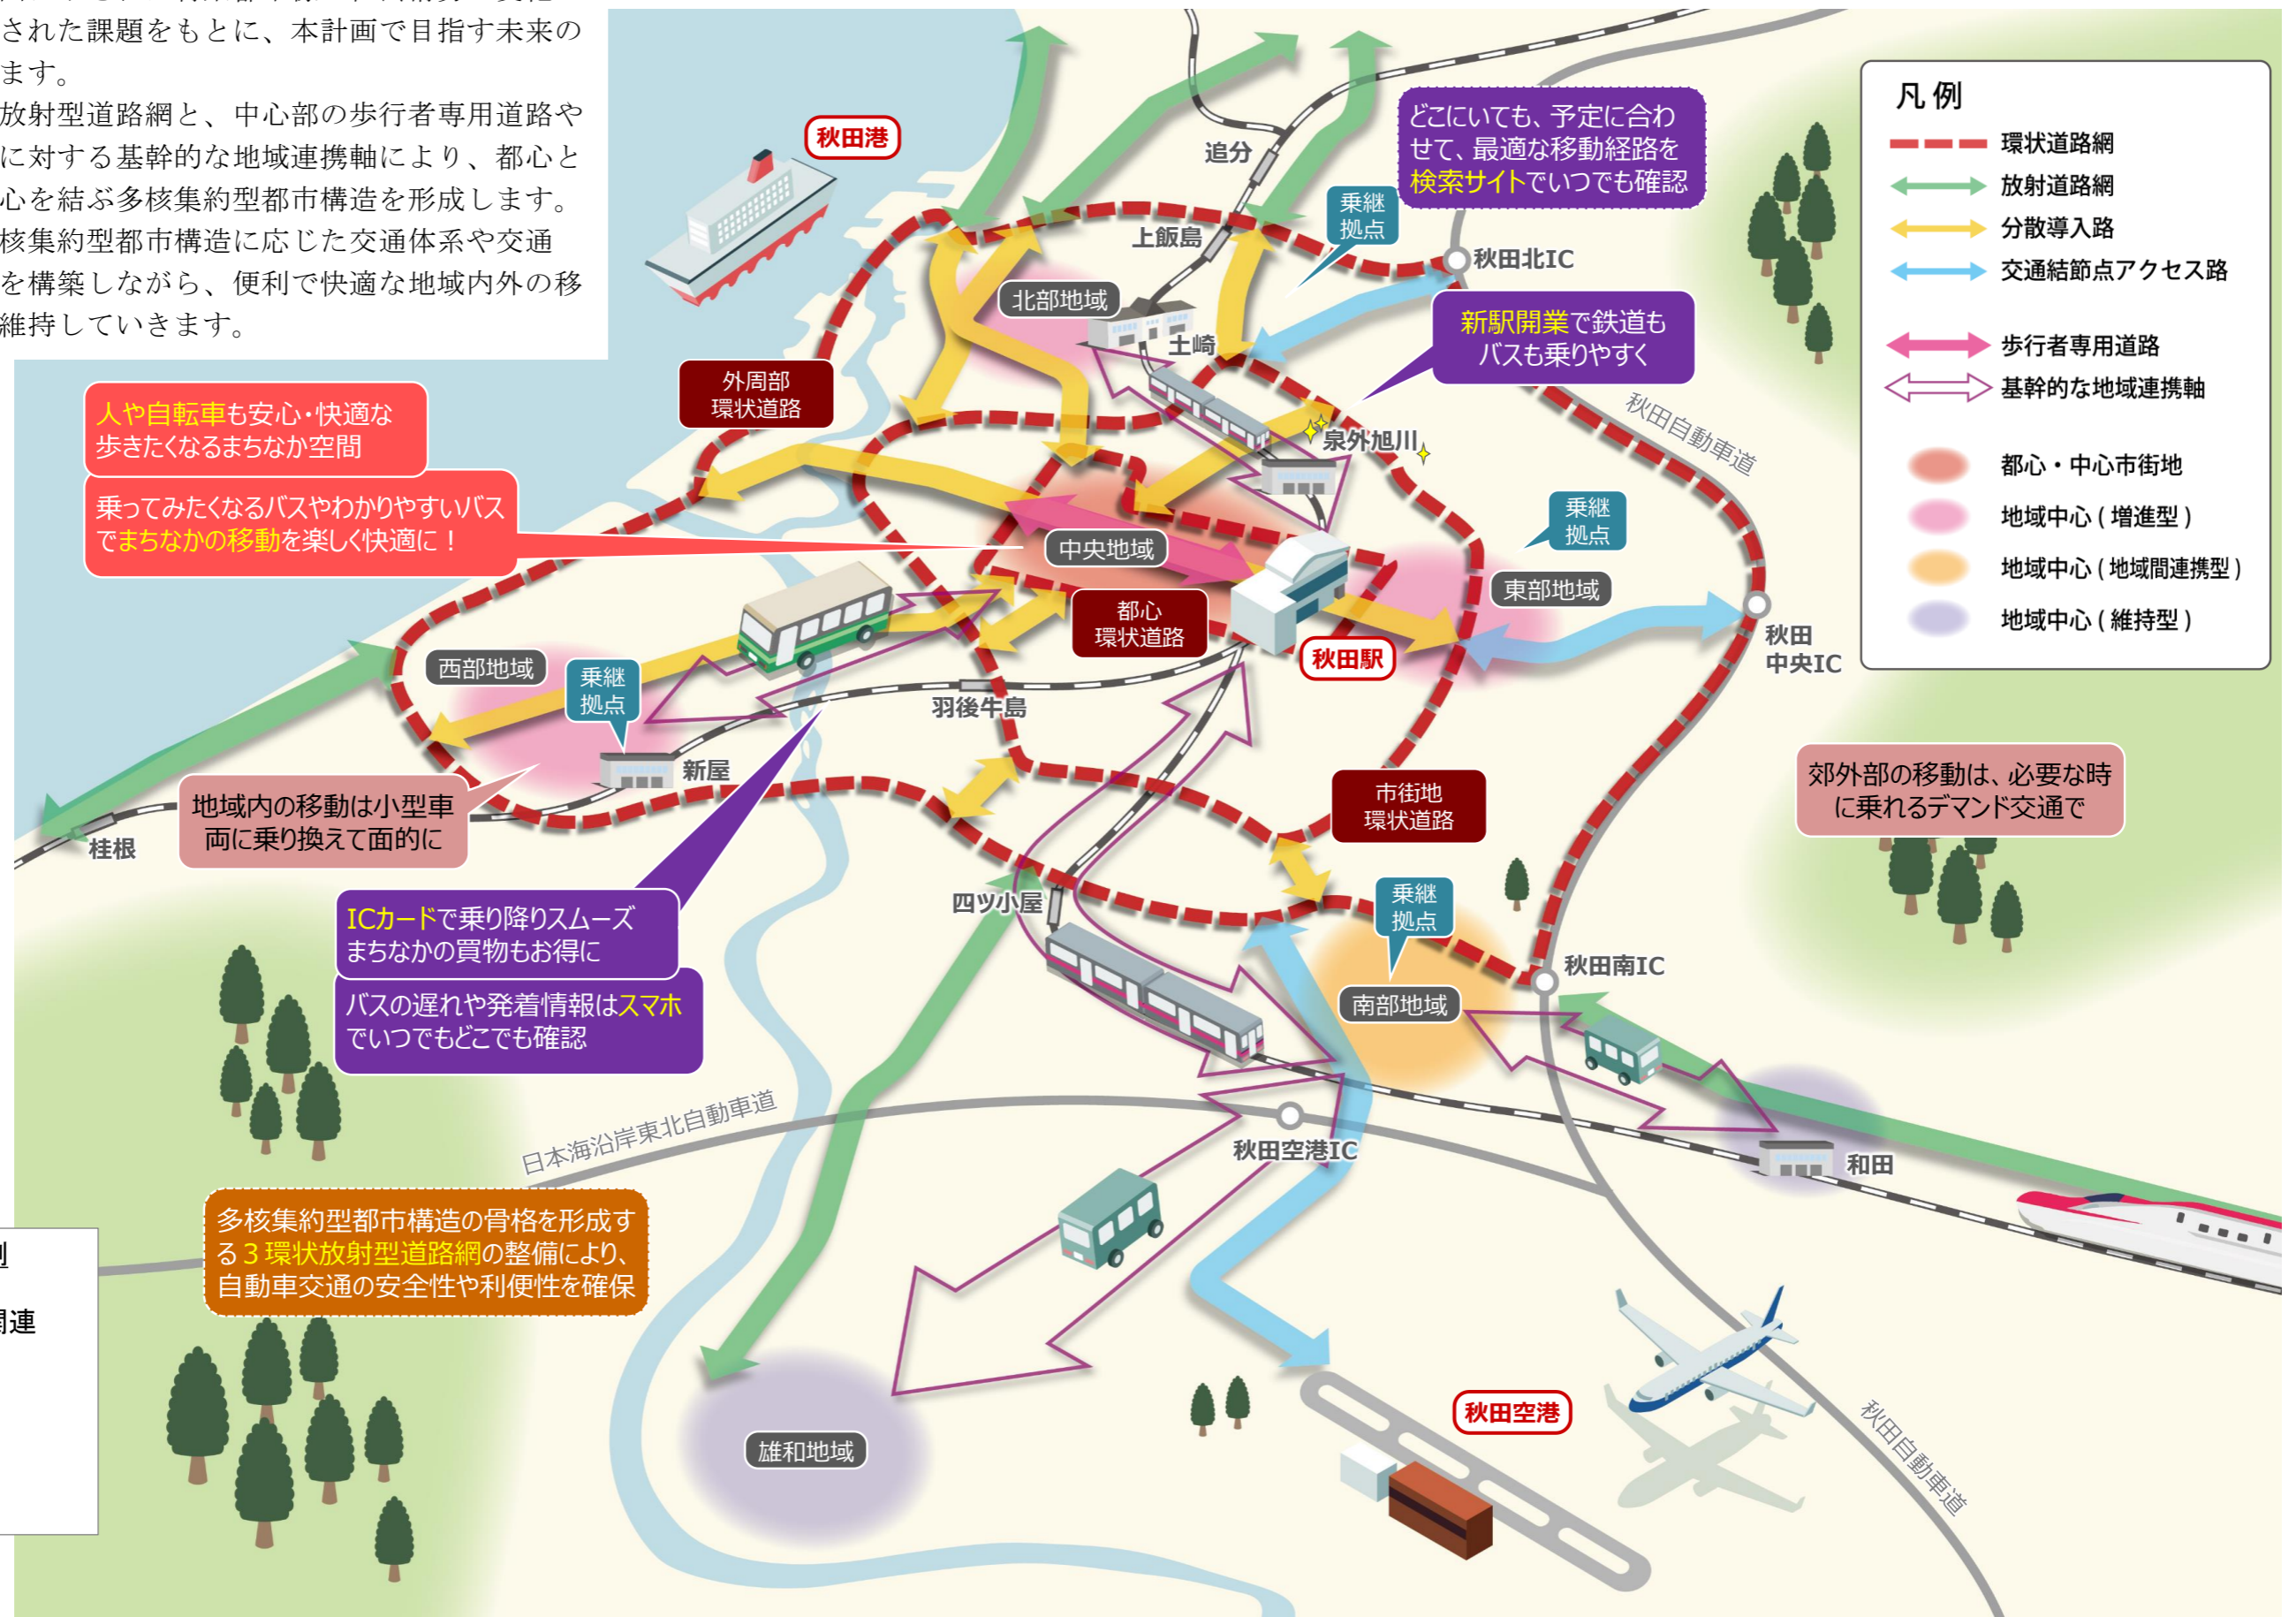 された課題をもとに、本計画で目指す未来の
ます。
放射型道路網と、中心部の歩行者専用道路や
に対する基幹的な地域連携軸により、都心と
心を結ぶ多核集約型都市構造を形成します。
核集約型都市構造に応じた交通体系や交通
を構築しながら、便利で快適な地域内外の移
維持していきます。
凡例
環状道路網
放射道路網
分散導入路
交通結節点アクセス路
歩行者専用道路
基幹的な地域連携軸
都心・中心市街地
地域中心(増進型)
地域中心(地域間連携型)
地域中心(維持型)
秋田港
どこにいても、予定に合わ
せて、最適な移動経路を
検索サイトでいつでも確認
追分
乗継
拠点
上飯島
秋田北IC
北部地域
新駅開業で鉄道も
バスも乗りやすく
土崎
外周部
環状道路
人や自転車も安心・快適な
歩きたくなるまちなか空間
秋田自動車道
泉外旭川
乗ってみたくなるバスやわかりやすいバス
でまちなかの移動を楽しく快適に！
乗継
拠点
中央地域
東部地域
都心
環状道路
秋田
中央IC
秋田駅
西部地域
乗継
拠点
羽後牛島
新屋
地域内の移動は小型車
両に乗り換えて面的に
桂根
市街地
環状道路
郊外部の移動は、必要な時
に乗れるデマンド交通で
四ツ小屋
乗継
拠点
ICカードで乗り降りスムーズ
まちなかの買物もお得に
秋田南IC
南部地域
バスの遅れや発着情報はスマホ
でいつでもどこでも確認
日本海沿岸東北自動車道
秋田空港IC
和田
多核集約型都市構造の骨格を形成す
る３環状放射型道路網の整備により、
自動車交通の安全性や利便性を確保
連
秋田空港
雄和地域
秋田自動車道